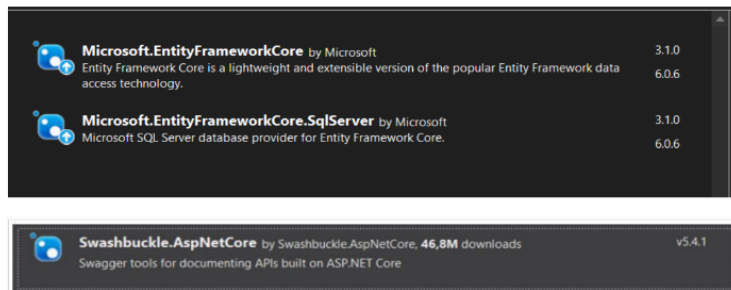 Microsoft.EntityFrameworkCore by Microsoft 3.1.0
Entity Framework Core is a lightweight and extensible version of the popular Entity Framework data 6.0.6
access technology.
Microsoft.EntityFrameworkCore.SqlServer by Microsoft 3.1.0
Microsoft SQL Server database provider for Entity Framework Core. 6.0.6
Swashbuckle.AspNetCore by Swashbuckle.AspNetCore, 46,8M downloads v5.4.1
Swagger tools for documenting APIs built on ASP.NET Core